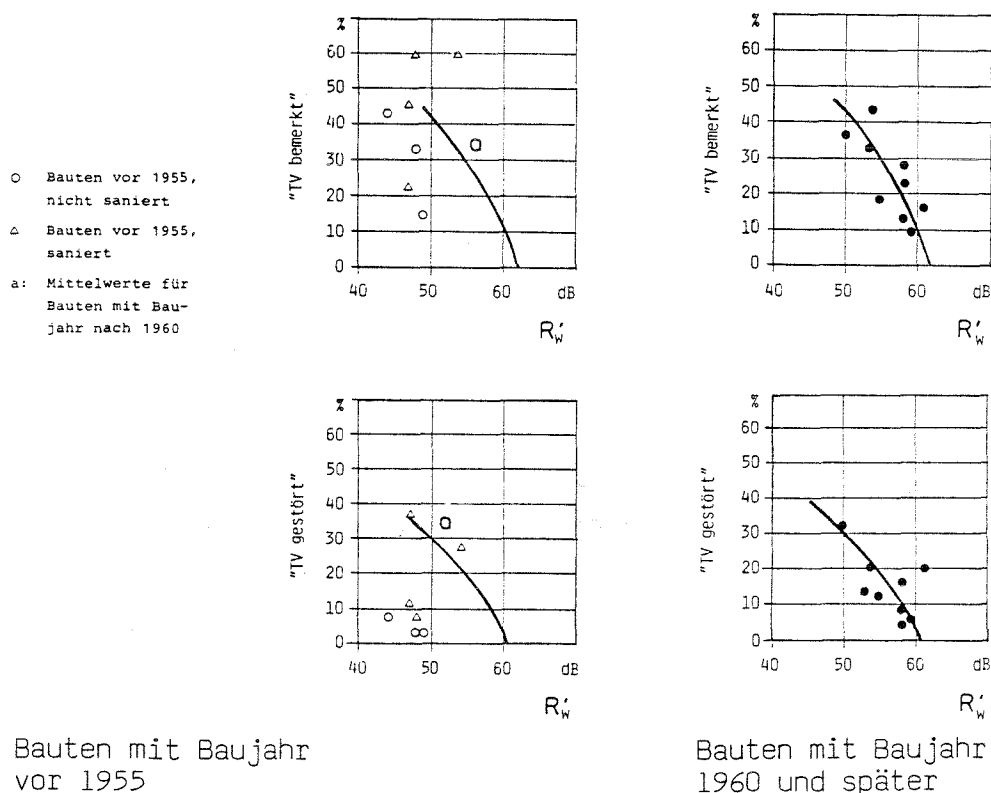 ○ Bauten vor 1955,
nicht saniert
△ Bauten vor 1955,
saniert
a: Mittelwerte für
Bauten mit Bau-
jahr nach 1960
%
60
50
40
30
20
10
0
"TV bemerkt"
40 50 60 dB
R'w
a
%
60
50
40
30
20
10
0
"TV bemerkt"
40 50 60 dB
R'w
%
60
50
40
30
20
10
0
"TV gestört"
40 50 60 dB
R'w
a
%
60
50
40
30
20
10
0
"TV gestört"
40 50 60 dB
R'w
Bauten mit Baujahr
vor 1955
Bauten mit Baujahr
1960 und später